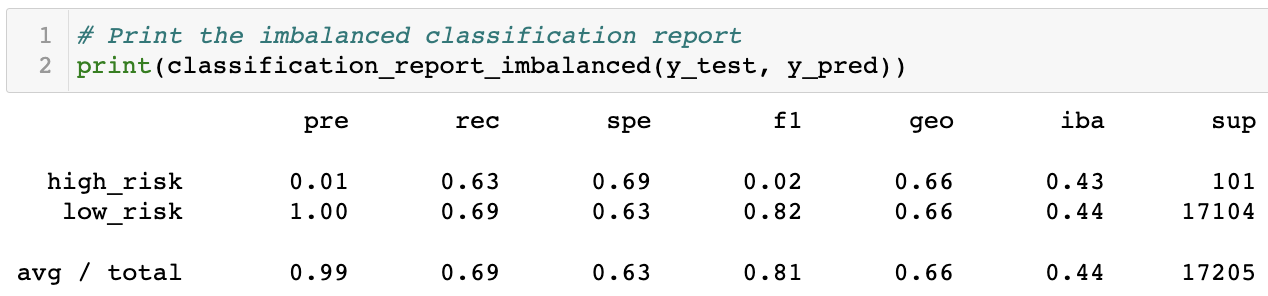 1 # Print the imbalanced classification report
2 print(classification_report_imbalanced(y_test, y_pred))
pre rec spe f1 geo iba sup
high_risk 0.01 0.63 0.69 0.02 0.66 0.43 101
low_risk 1.00 0.69 0.63 0.82 0.66 0.44 17104
avg / total 0.99 0.69 0.63 0.81 0.66 0.44 17205